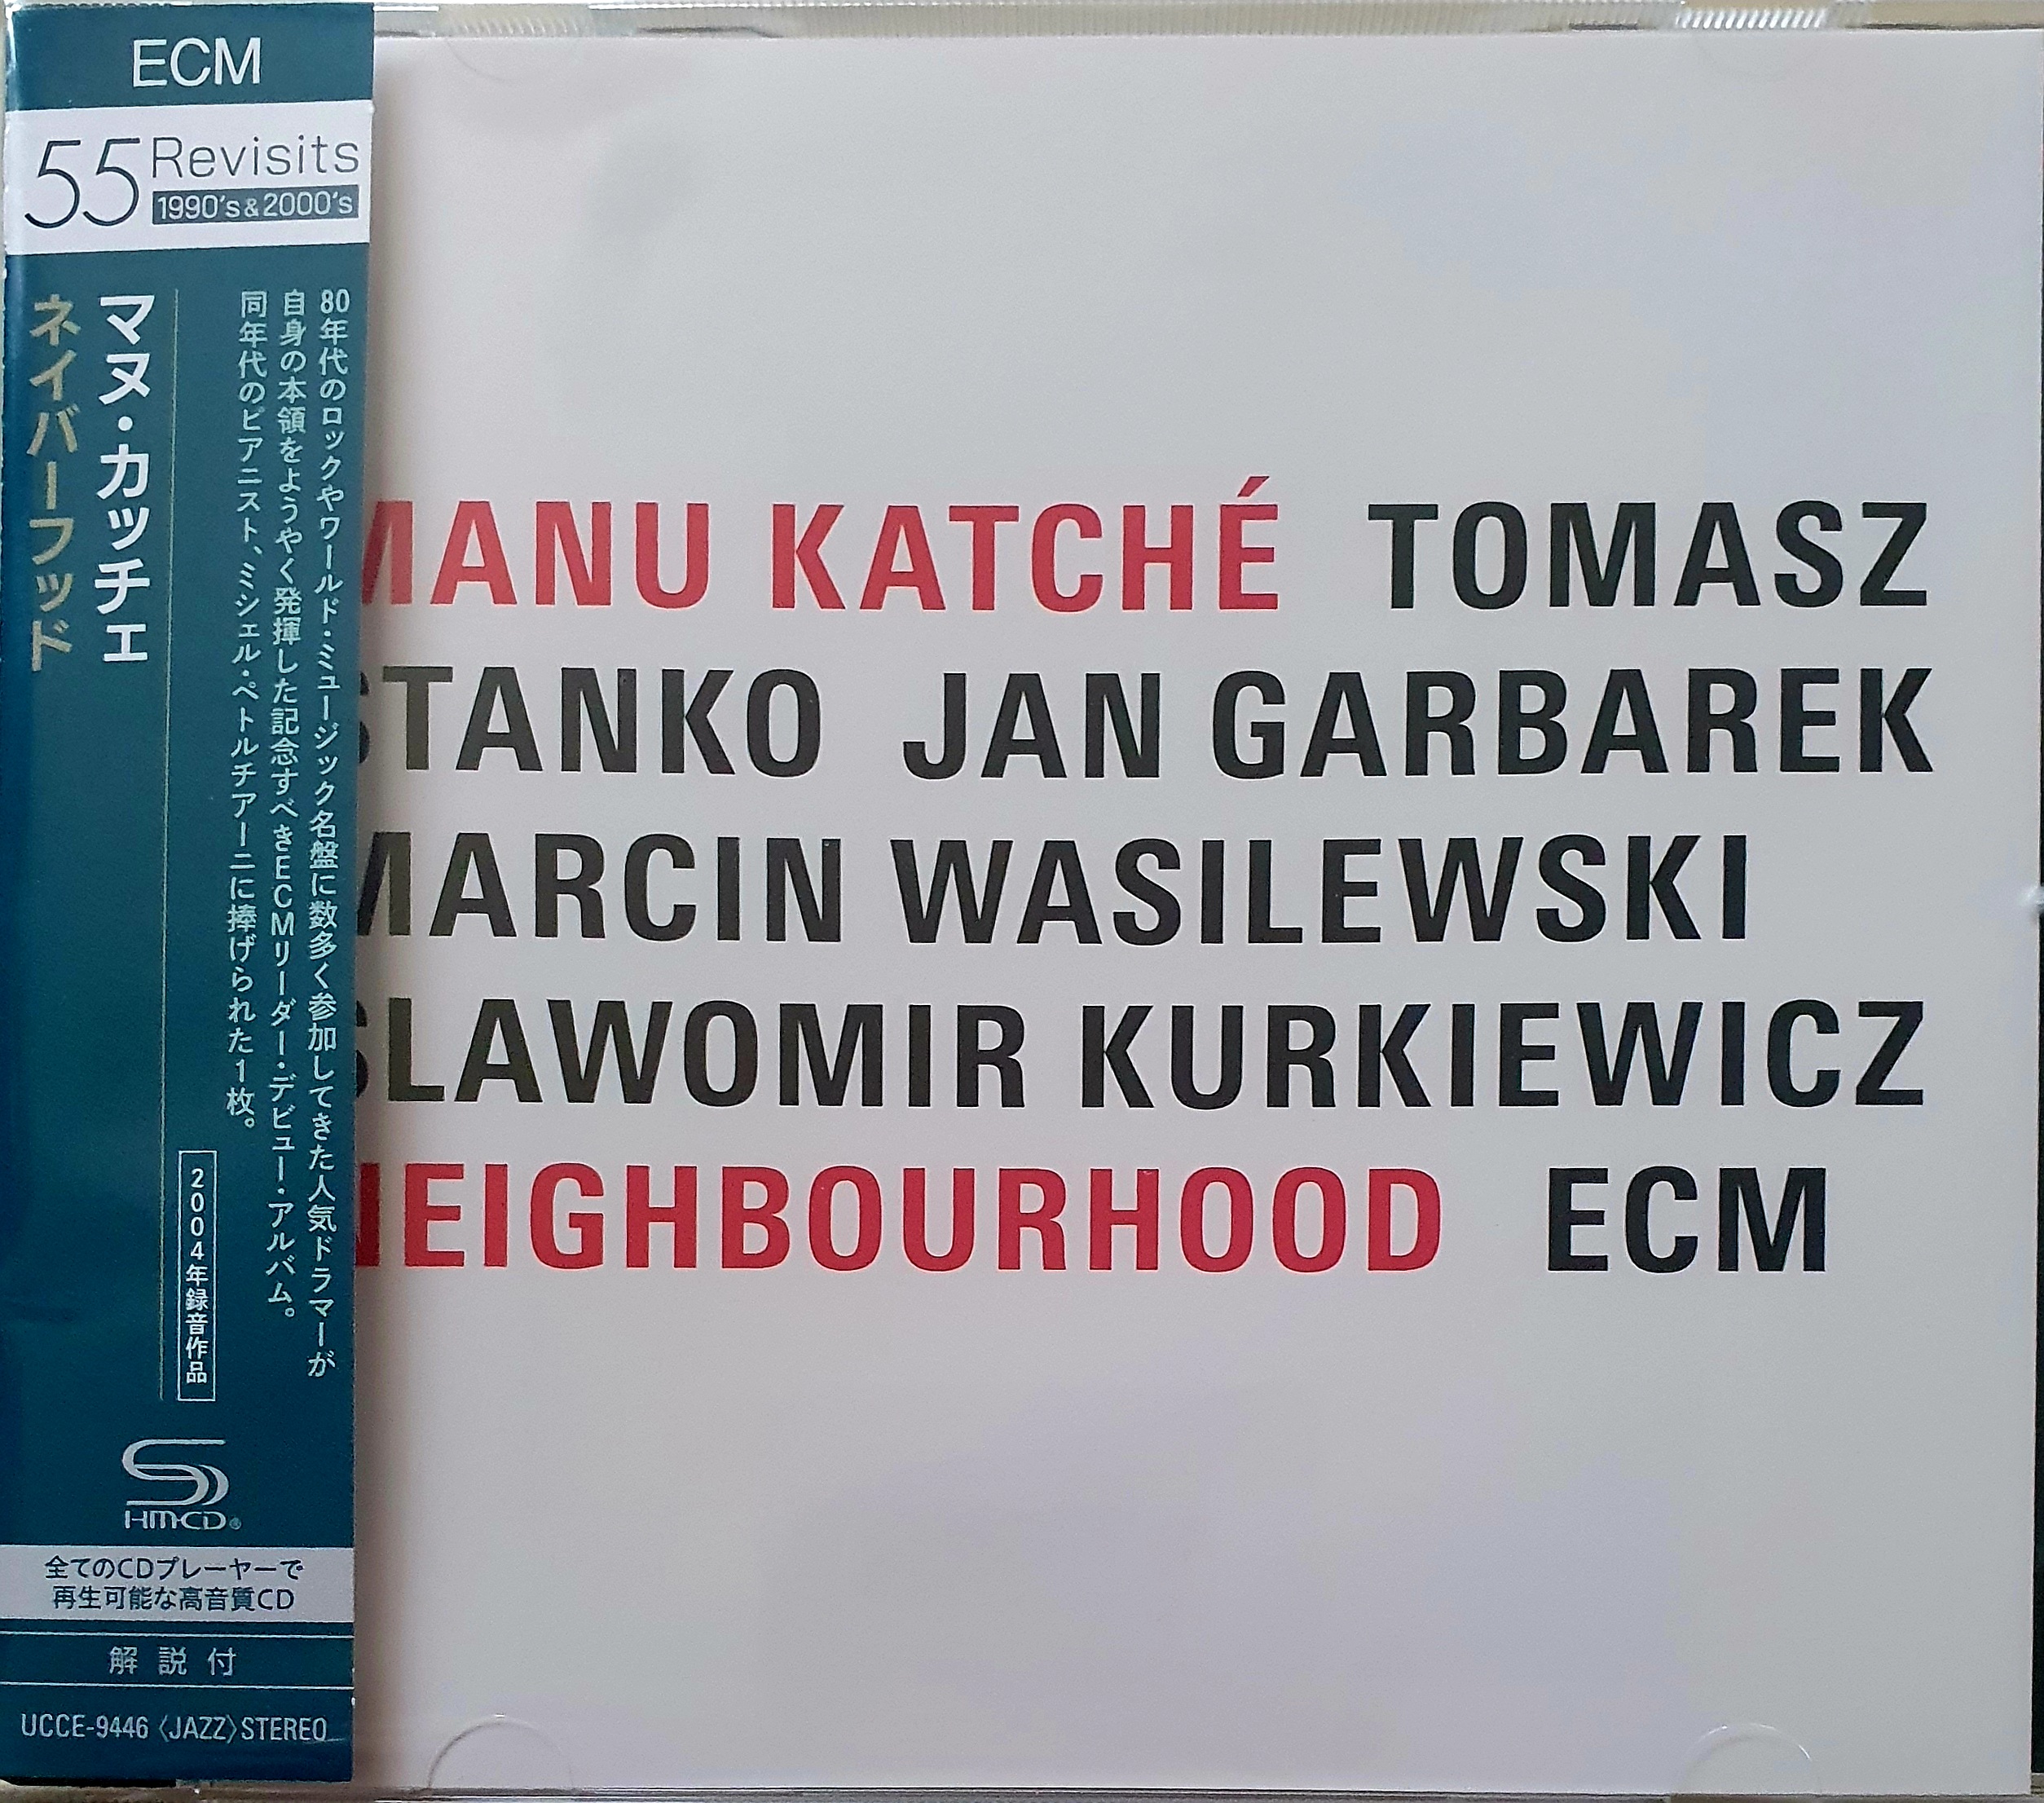 ECM
55 Revisits
1990's&2000's
80年代のロックやワールド・ミュージック名盤に数多く参加してきた人気ドラマーが
自身の本領をようやく発揮した記念すべきECMリーダー・デビュー・アルバム。
同年代のピアニスト、ミシェル・ペトルチアーニに捧げられた1枚。
2004年録音作品
マヌ・カッチェ
ネイバーフッド
SHM-CD®
全てのCDプレーヤーで
再生可能な高音質CD
解説付
UCCE-9446〈JAZZ〉STEREO
MANU KATCHÉ TOMASZ
STANKO JAN GARBAREK
MARCIN WASILEWSKI
SLAWOMIR KURKIEWICZ
NEIGHBOURHOOD ECM